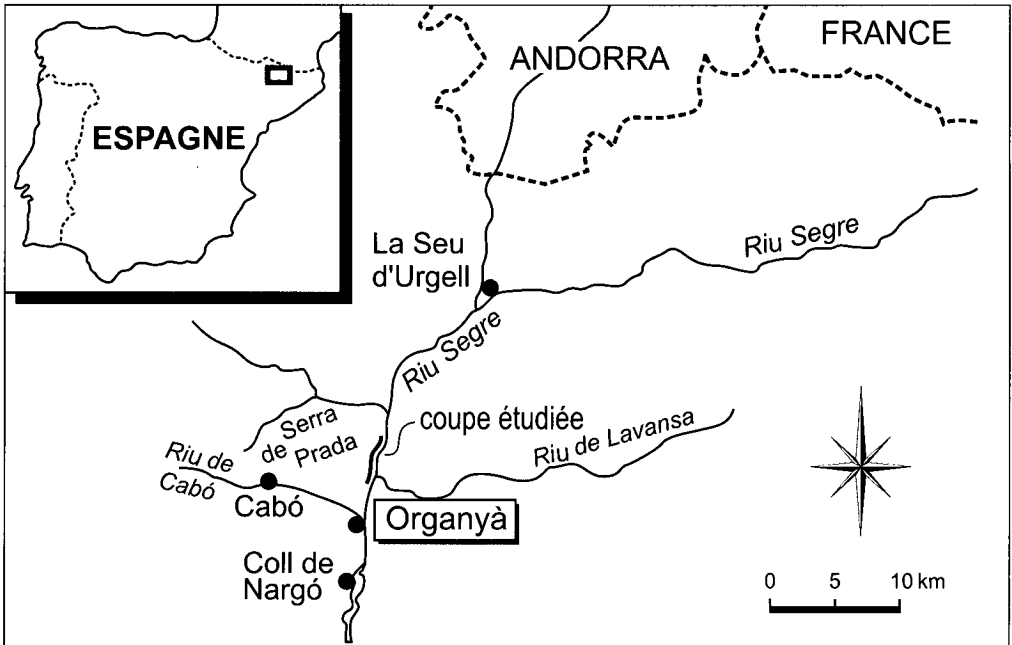 ESPAGNE
ANDORRA
FRANCE
La Seu
d'Urgell
Riu Segre
Riu Segre
coupe étudiée
Serra
de
Prada
Riu de Lavansa
Riu de
Cabó
Cabó
Organyà
Coll de
Nargó
0 5 10 km